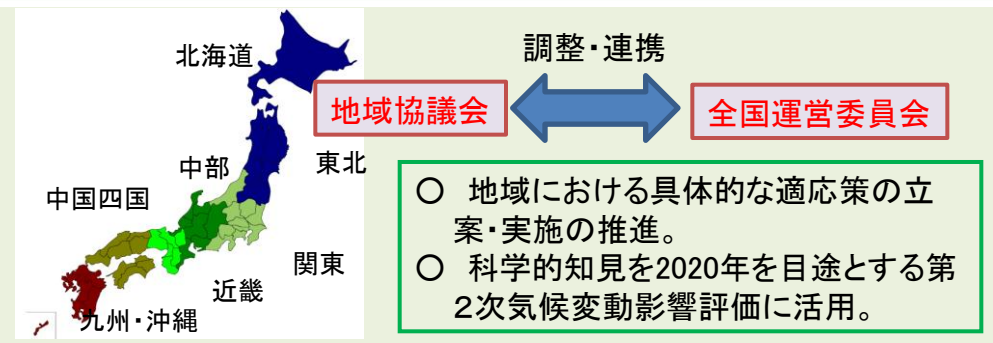 北海道
調整・連携
地域協議会
全国運営委員会
中部
東北
中国四国
関東
近畿
九州・沖縄
○　地域における具体的な適応策の立
案・実施の推進。
○　科学的知見を2020年を目途とする第
２次気候変動影響評価に活用。